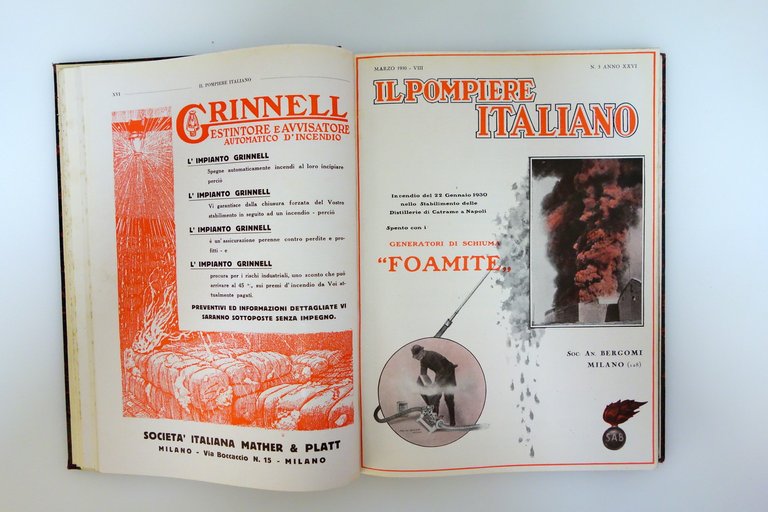 XVI
IL POMPIERE ITALIANO
GRINNELL
ESTINTORE E AVVISATORE
AUTOMATICO D'INCENDIO
L' IMPIANTO GRINNELL
Spegne automaticamente incendi al loro incipiare
perciò
L' IMPIANTO GRINNELL
Vi garantisce dalla chiusura forzata del Vostro
stabilimento in seguito ad un incendio - perciò
L' IMPIANTO GRINNELL
è un'assicurazione perenne contro perdite e pro-
fitti - e
L' IMPIANTO GRINNELL
procura per i rischi industriali, uno sconto che può
arrivare al 45 %, sui premi d'incendio da Voi at-
tualmente pagati.
PREVENTIVI ED INFORMAZIONI DETTAGLIATE VI
SARANNO SOTTOPOSTE SENZA IMPEGNO.
SOCIETA' ITALIANA MATHER & PLATT
MILANO - Via Boccaccio N. 15 - MILANO
MARZO 1930 - VIII
N. 3 ANNO XXVI
IL POMPIERE
ITALIANO
Incendio del 22 Gennaio 1930
nello Stabilimento delle
Distillerie di Catrame a Napoli
Spento con i
GENERATORI DI SCHIUMA
"FOAMITE„
SOC. AN. BERGOMI
MILANO (128)
SAB